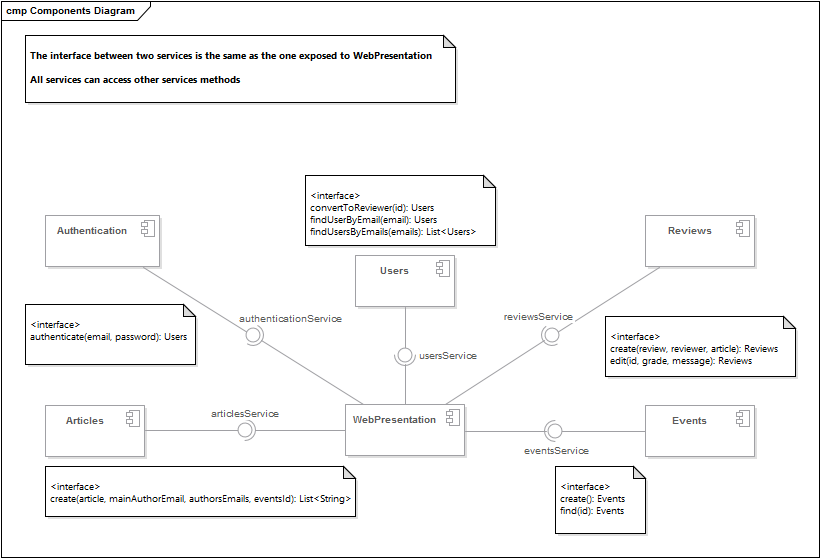 cmp Components Diagram
The interface between two services is the same as the one exposed to WebPresentation
All services can access other services methods
<interface>
convertToReviewer(id): Users
findUserByEmail(email): Users
findUsersByEmails(emails): List<Users>
Authentication
Users
Reviews
<interface>
authenticate(email, password): Users
authenticationService
usersService
reviewsService
<interface>
create(review, reviewer, article): Reviews
edit(id, grade, message): Reviews
Articles
articlesService
WebPresentation
eventsService
Events
<interface>
create(article, mainAuthorEmail, authorsEmails, eventsId): List<String>
<interface>
create(): Events
find(id): Events